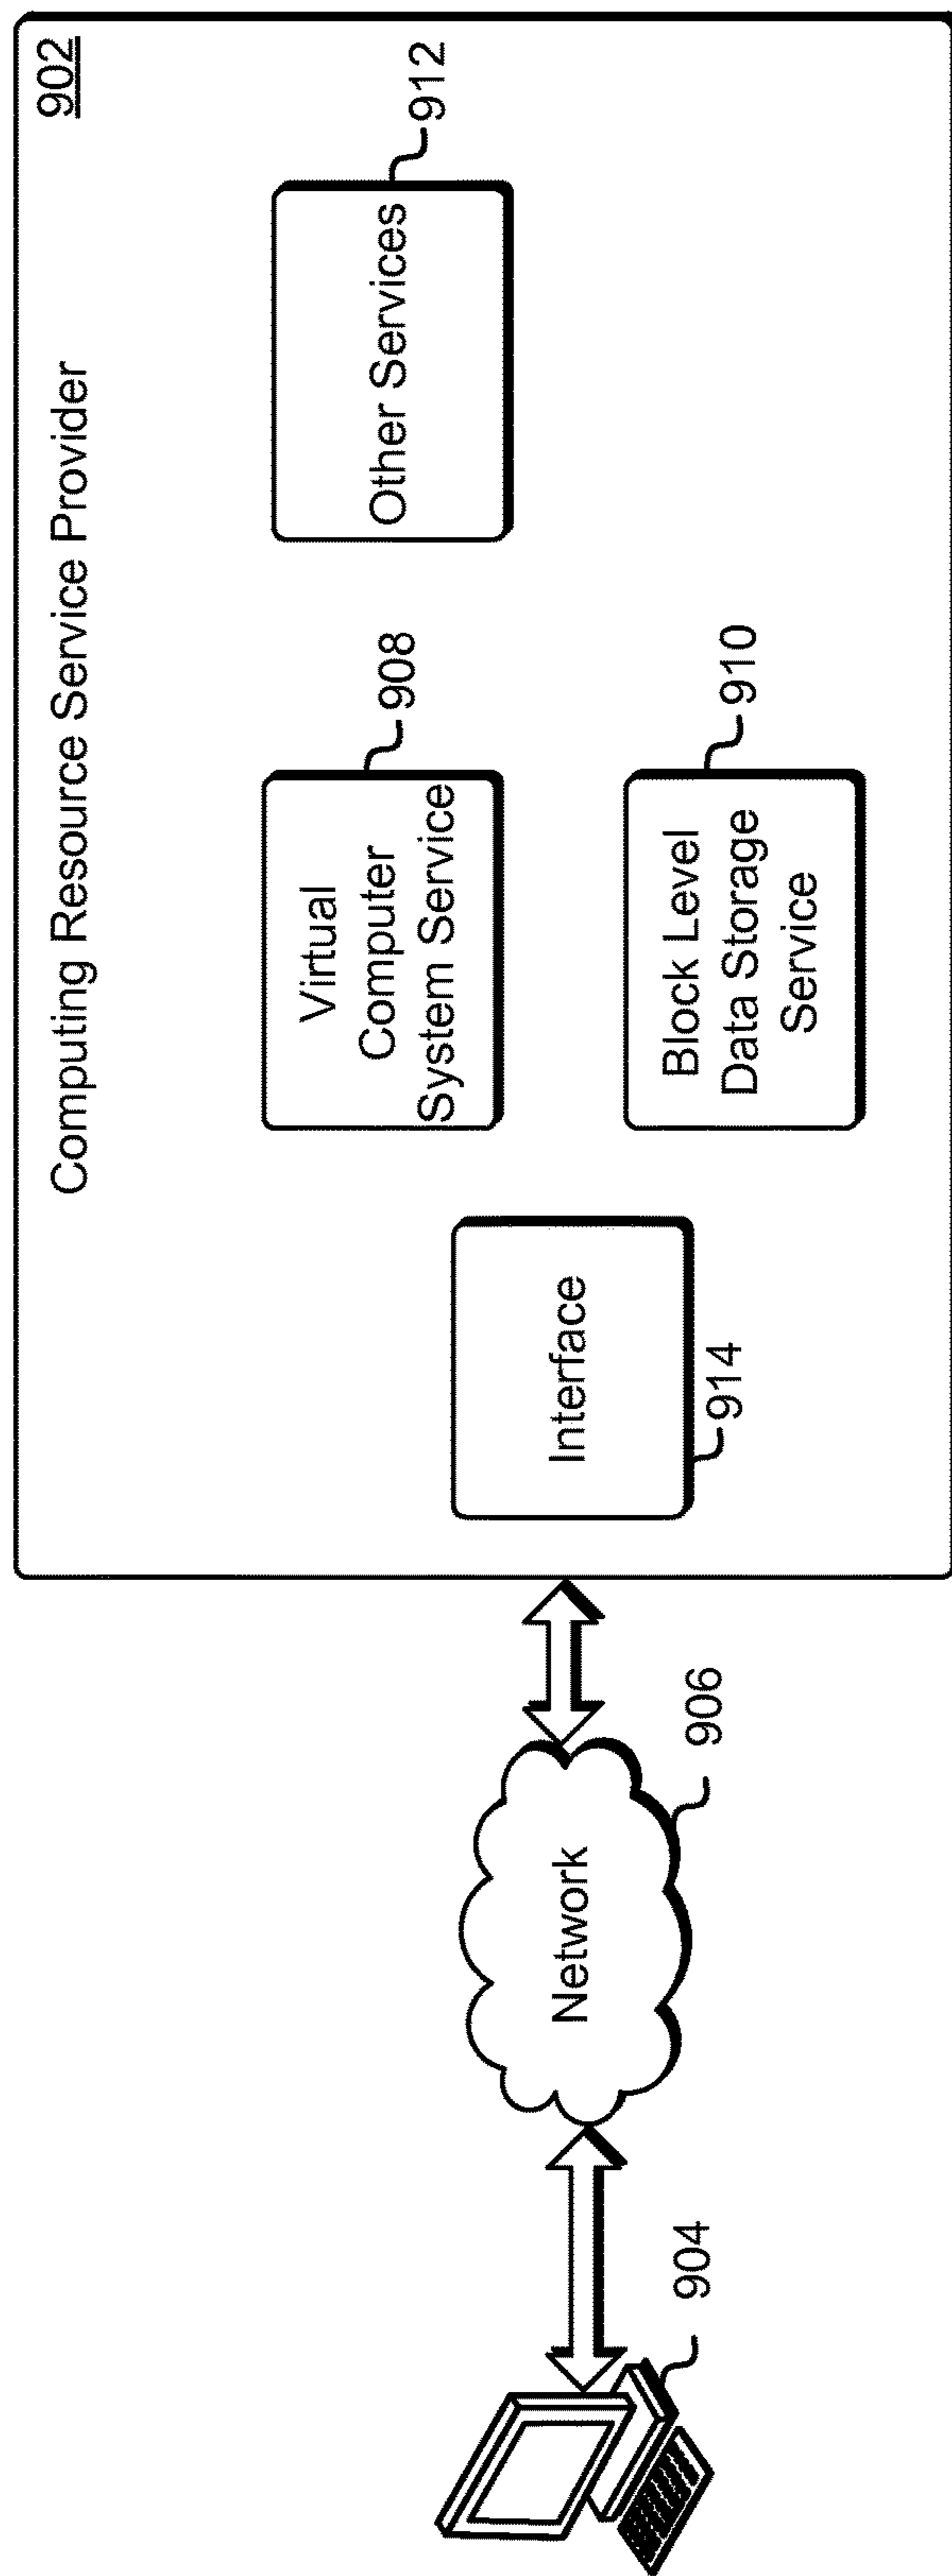 Computing Resource Service Provider
902
Virtual
Computer
System Service
908
Other Services
912
Interface
914
Block Level
Data Storage
Service
910
Network
906
904